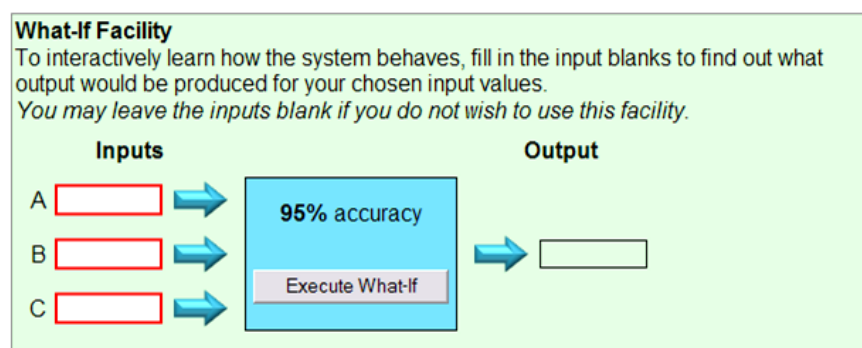 What-If Facility
To interactively learn how the system behaves, fill in the input blanks to find out what
output would be produced for your chosen input values.
You may leave the inputs blank if you do not wish to use this facility.
Inputs
Output
A
95% accuracy
B
Execute What-If
C